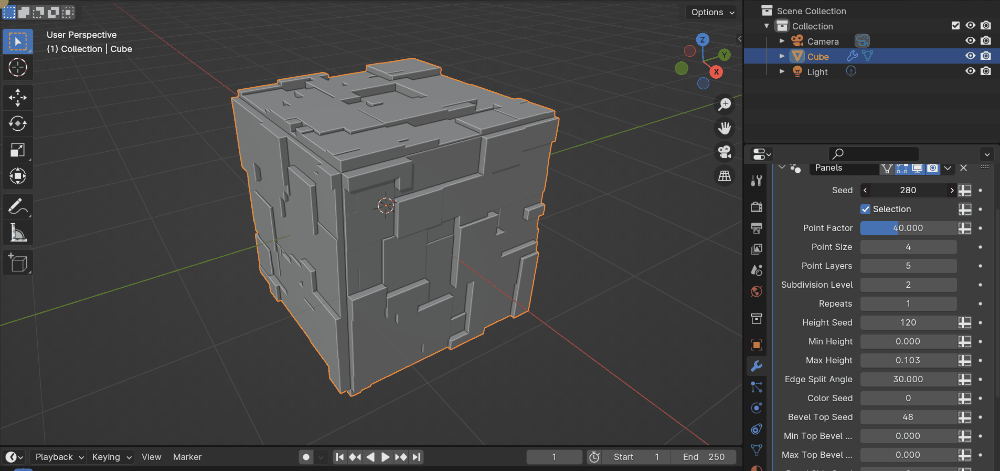 Options
User Perspective
(1) Collection | Cube
Z
Y
X
Scene Collection
Collection
Camera
Cube
Light
Panels
Seed 280
Selection
Point Factor 40.000
Point Size 4
Point Layers 5
Subdivision Level 2
Repeats 1
Height Seed 120
Min Height 0.000
Max Height 0.103
Edge Split Angle 30.000
Color Seed 0
Bevel Top Seed 48
Min Top Bevel ... 0.000
Max Top Bevel ... 0.000
Playback Keying View Marker 1 Start 1 End 250